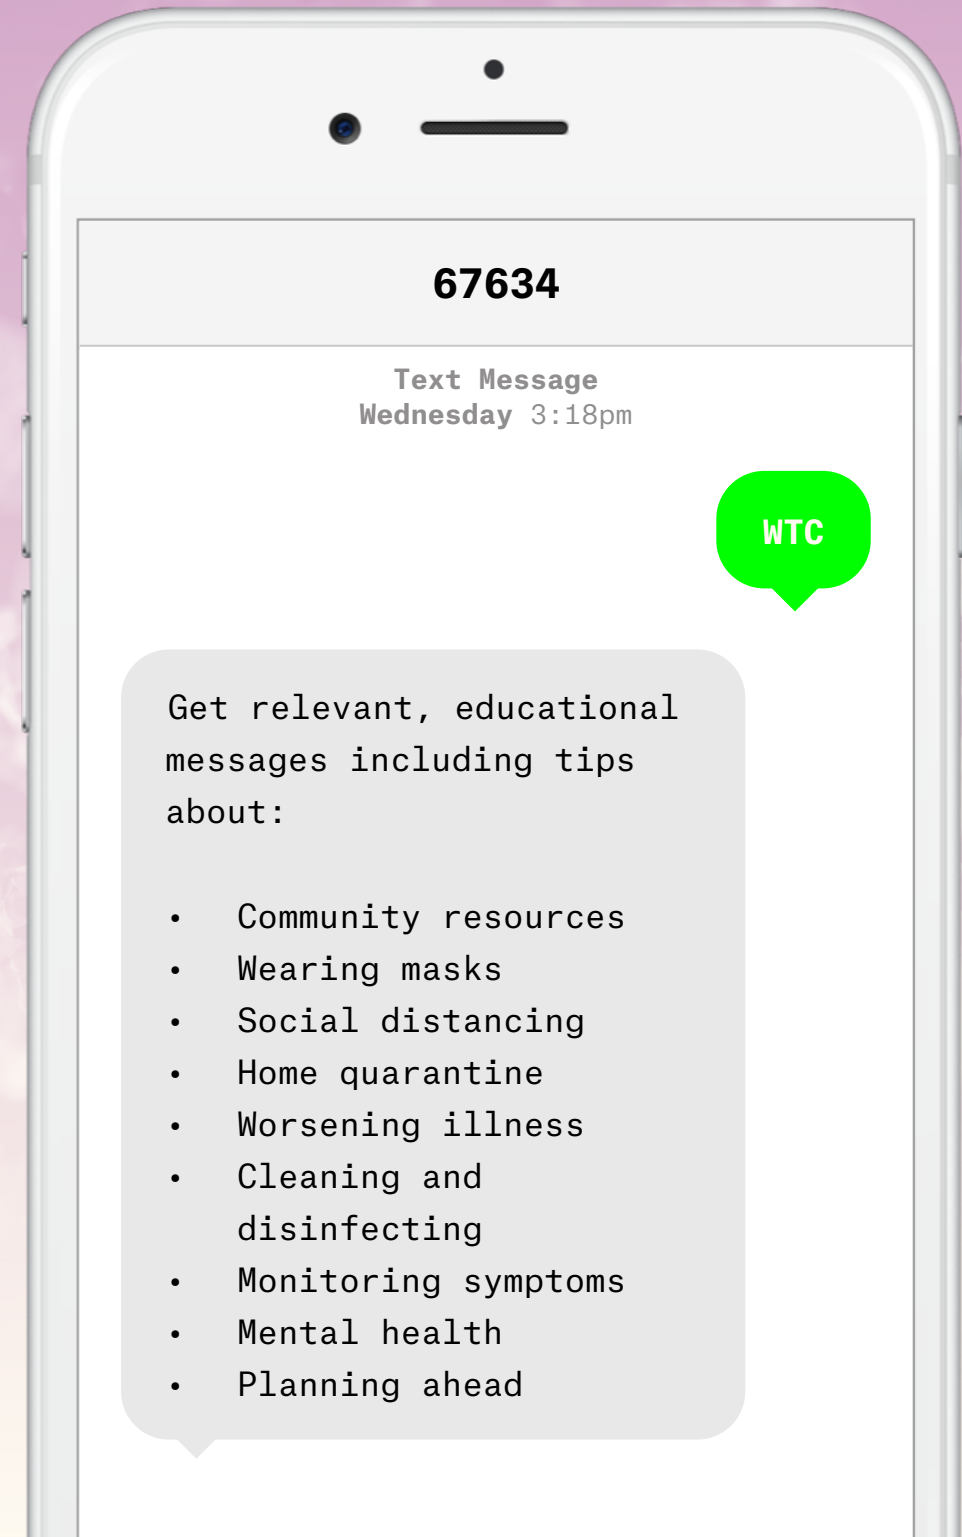 67634
Text Message
Wednesday 3:18pm
WTC
Get relevant, educational
messages including tips
about:
• Community resources
• Wearing masks
• Social distancing
• Home quarantine
• Worsening illness
• Cleaning and
disinfecting
• Monitoring symptoms
• Mental health
• Planning ahead